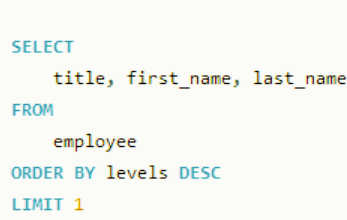 SELECT
title, first_name, last_name
FROM
employee
ORDER BY levels DESC
LIMIT 1